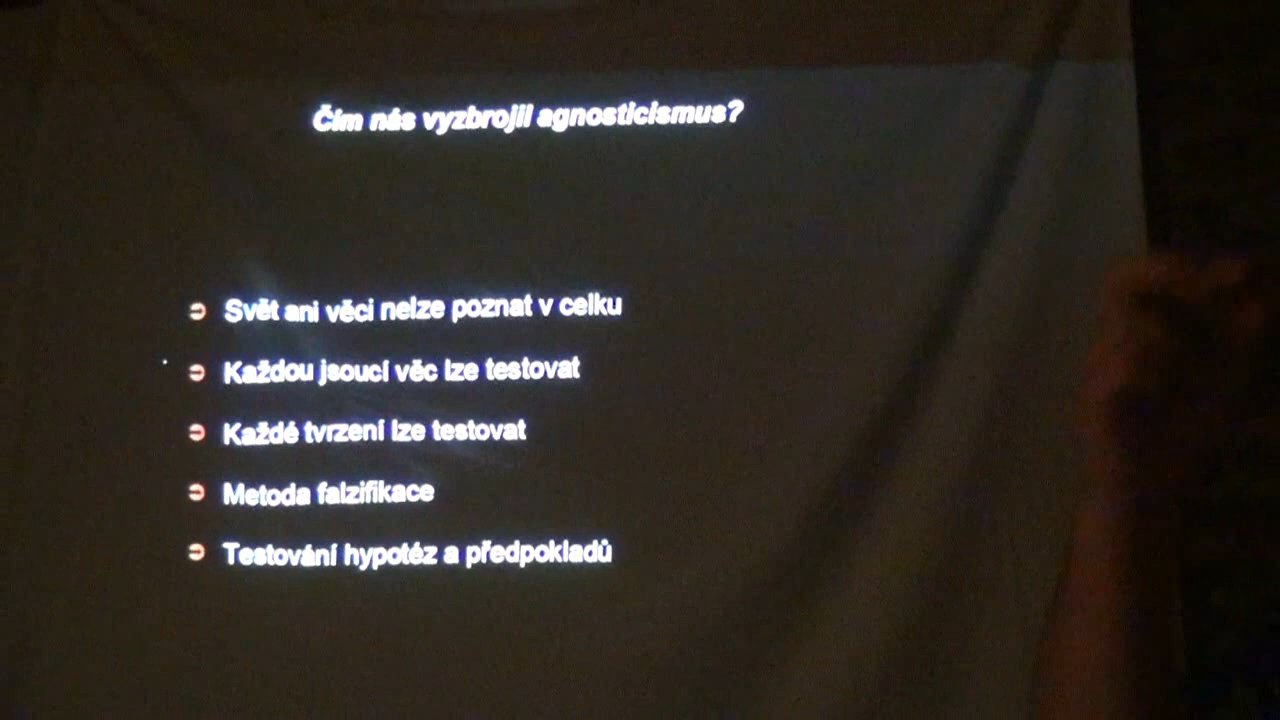 Čím nás vyzbrojil agnosticismus?
Svět ani věci nelze poznat v celku
Každou jsoucí věc lze testovat
Každé tvrzení lze testovat
Metoda falzifikace
Testování hypotéz a předpokladů